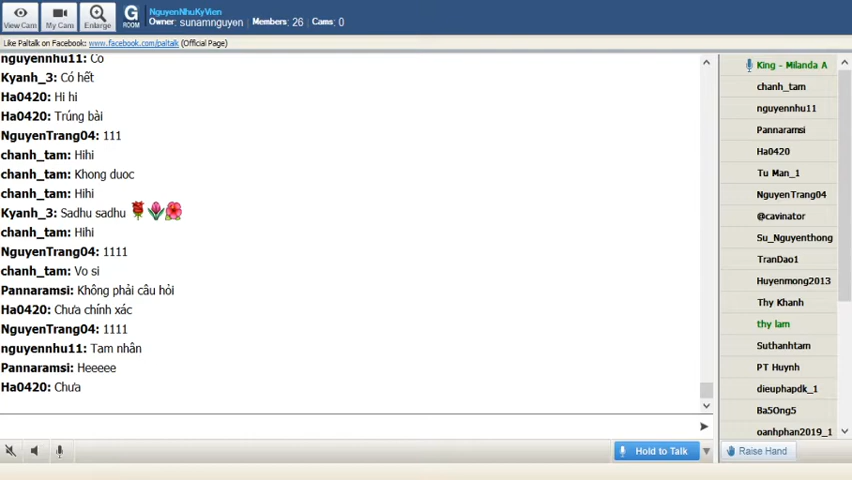 View Cam
My Cam
Enlarge
G
ROOM
NguyenNhuKyVien
Owner: sunamnguyen Members: 26 Cams: 0
Like Paltalk on Facebook: www.facebook.com/paltalk (Official Page)
nguyennhu11: Có
Kyanh_3: Có hết
Ha0420: Hi hi
Ha0420: Trúng bài
NguyenTrang04: 111
chanh_tam: Hihi
chanh_tam: Khong duoc
chanh_tam: Hihi
Kyanh_3: Sadhu sadhu
chanh_tam: Hihi
NguyenTrang04: 1111
chanh_tam: Vo si
Pannaramsi: Không phải câu hỏi
Ha0420: Chưa chính xác
NguyenTrang04: 1111
nguyennhu11: Tam nhân
Pannaramsi: Heeeee
Ha0420: Chưa
Hold to Talk
King - Milanda A
chanh_tam
nguyennhu11
Pannaramsi
Ha0420
Tu Man_1
NguyenTrang04
@cavinator
Su_Nguyenthong
TranDao1
Huyenmong2013
Thy Khanh
thy lam
Suthanhtam
PT Huynh
dieuphapdk_1
Ba5Ong5
oanhphan2019_1
Raise Hand